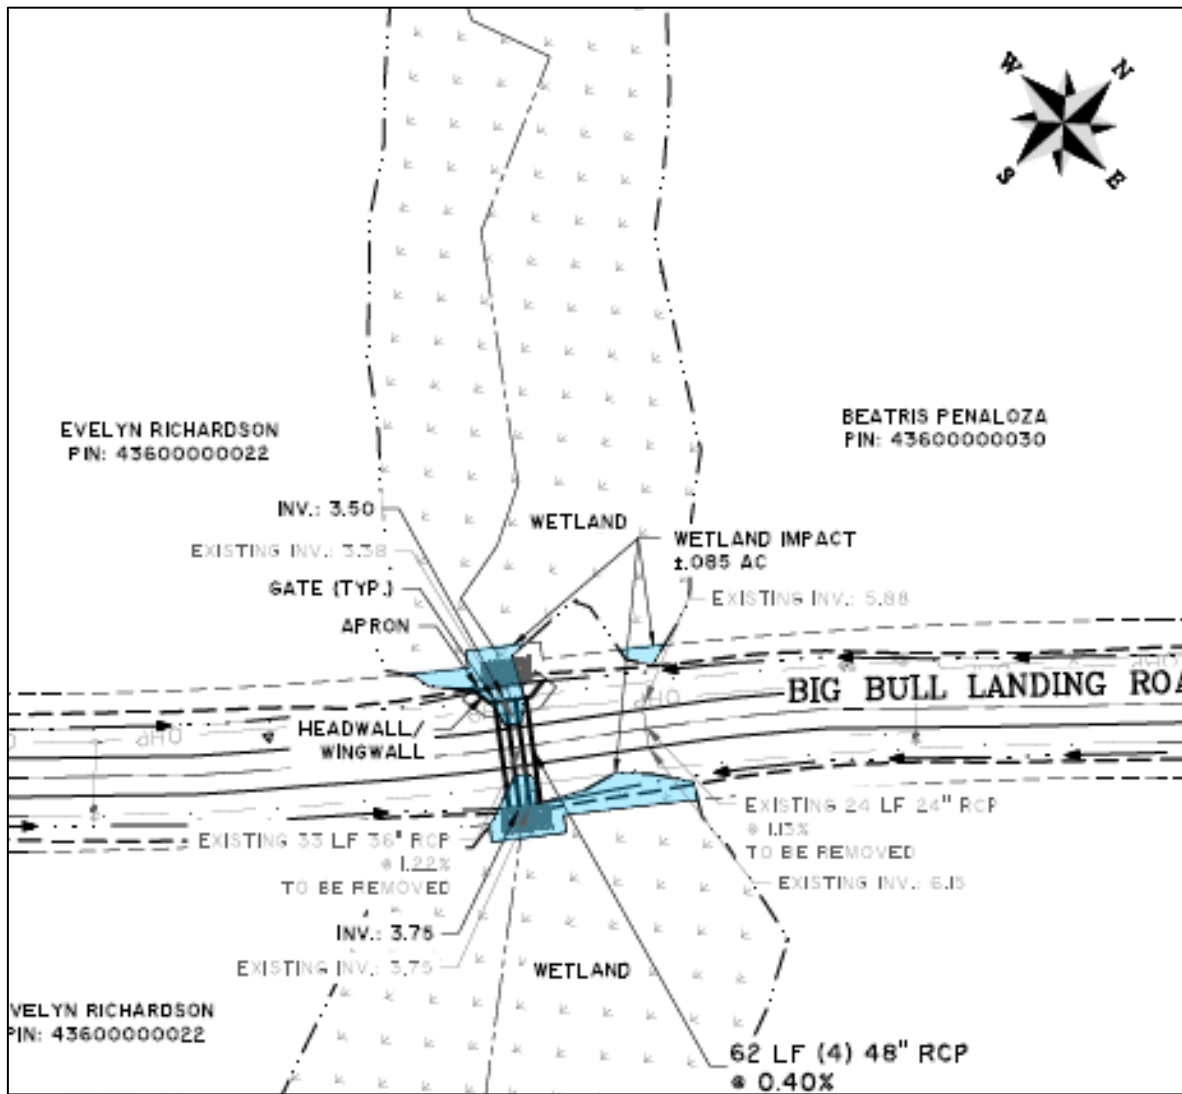 W
N
S
E
EVELYN RICHARDSON
PIN: 43600000022
BEATRIS PENALOZA
PIN: 43600000030
INV.: 3.50
EXISTING INV.: 3.38
GATE (TYP.)
APRON
WETLAND
WETLAND IMPACT
±.085 AC
EXISTING INV.: 5.88
BIG BULL LANDING ROA
HEADWALL/
WINGWALL
OHP
OHP
OHP
EXISTING 33 LF 36" RCP
@ 1.22%
TO BE REMOVED
EXISTING 24 LF 24" RCP
@ 1.13%
TO BE REMOVED
EXISTING INV.: 6.15
INV.: 3.75
EXISTING INV.: 3.75
WETLAND
VELYN RICHARDSON
PIN: 43600000022
62 LF (4) 48" RCP
@ 0.40%